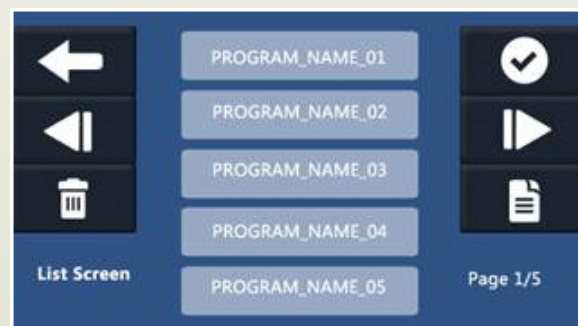 PROGRAM_NAME_01
PROGRAM_NAME_02
PROGRAM_NAME_03
PROGRAM_NAME_04
PROGRAM_NAME_05
List Screen
Page 1/5